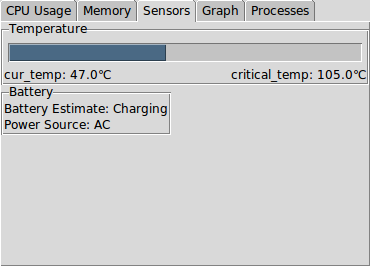 CPU Usage Memory Sensors Graph Processes
Temperature
cur_temp: 47.0°C critical_temp: 105.0°C
Battery
Battery Estimate: Charging
Power Source: AC